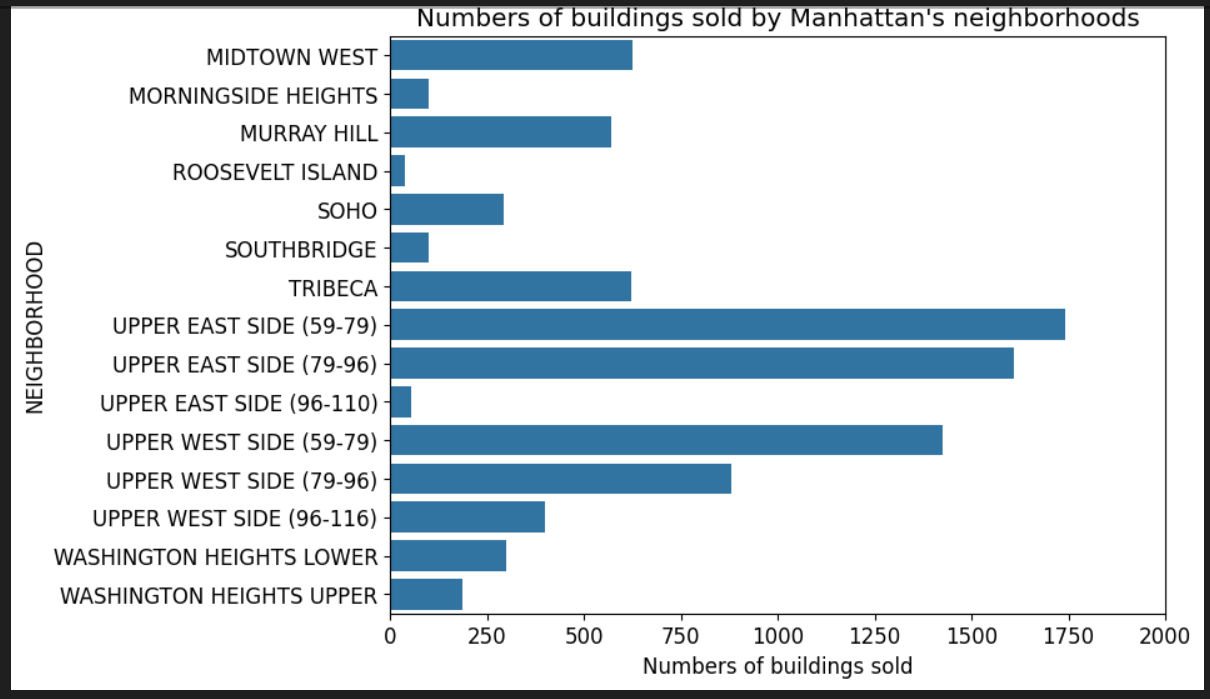 Numbers of buildings sold by Manhattan's neighborhoods
MIDTOWN WEST
MORNINGSIDE HEIGHTS
MURRAY HILL
ROOSEVELT ISLAND
SOHO
SOUTHBRIDGE
TRIBECA
UPPER EAST SIDE (59-79)
UPPER EAST SIDE (79-96)
UPPER EAST SIDE (96-110)
UPPER WEST SIDE (59-79)
UPPER WEST SIDE (79-96)
UPPER WEST SIDE (96-116)
WASHINGTON HEIGHTS LOWER
WASHINGTON HEIGHTS UPPER
NEIGHBORHOOD
0 250 500 750 1000 1250 1500 1750 2000
Numbers of buildings sold